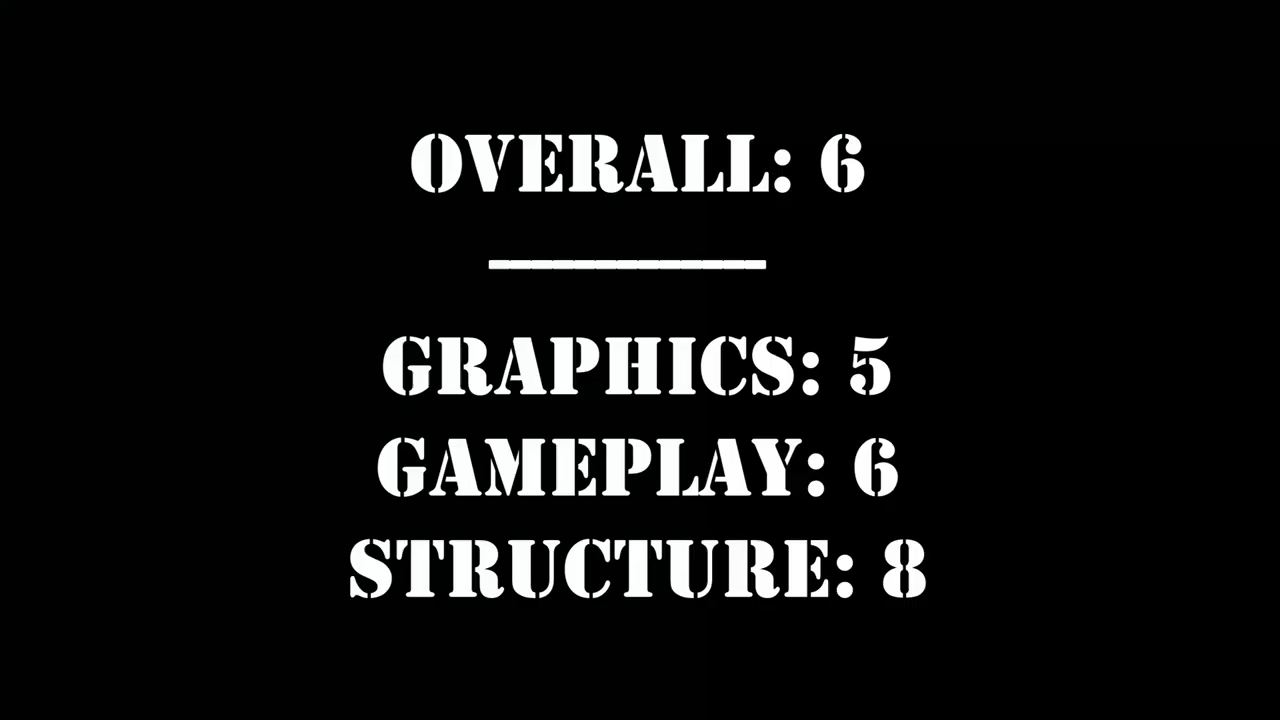 OVERALL: 6
GRAPHICS: 5
GAMEPLAY: 6
STRUCTURE: 8